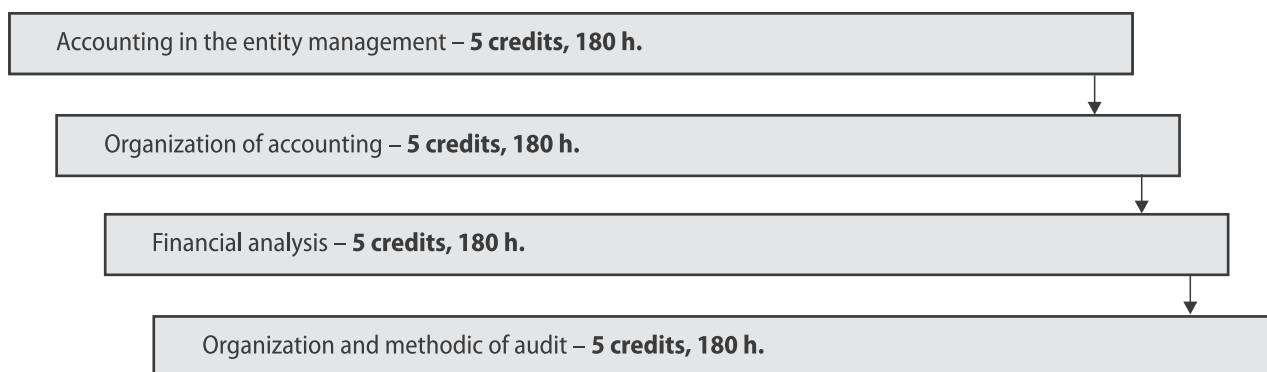 Accounting in the entity management – 5 credits, 180 h.
Organization of accounting – 5 credits, 180 h.
Financial analysis – 5 credits, 180 h.
Organization and methodic of audit – 5 credits, 180 h.